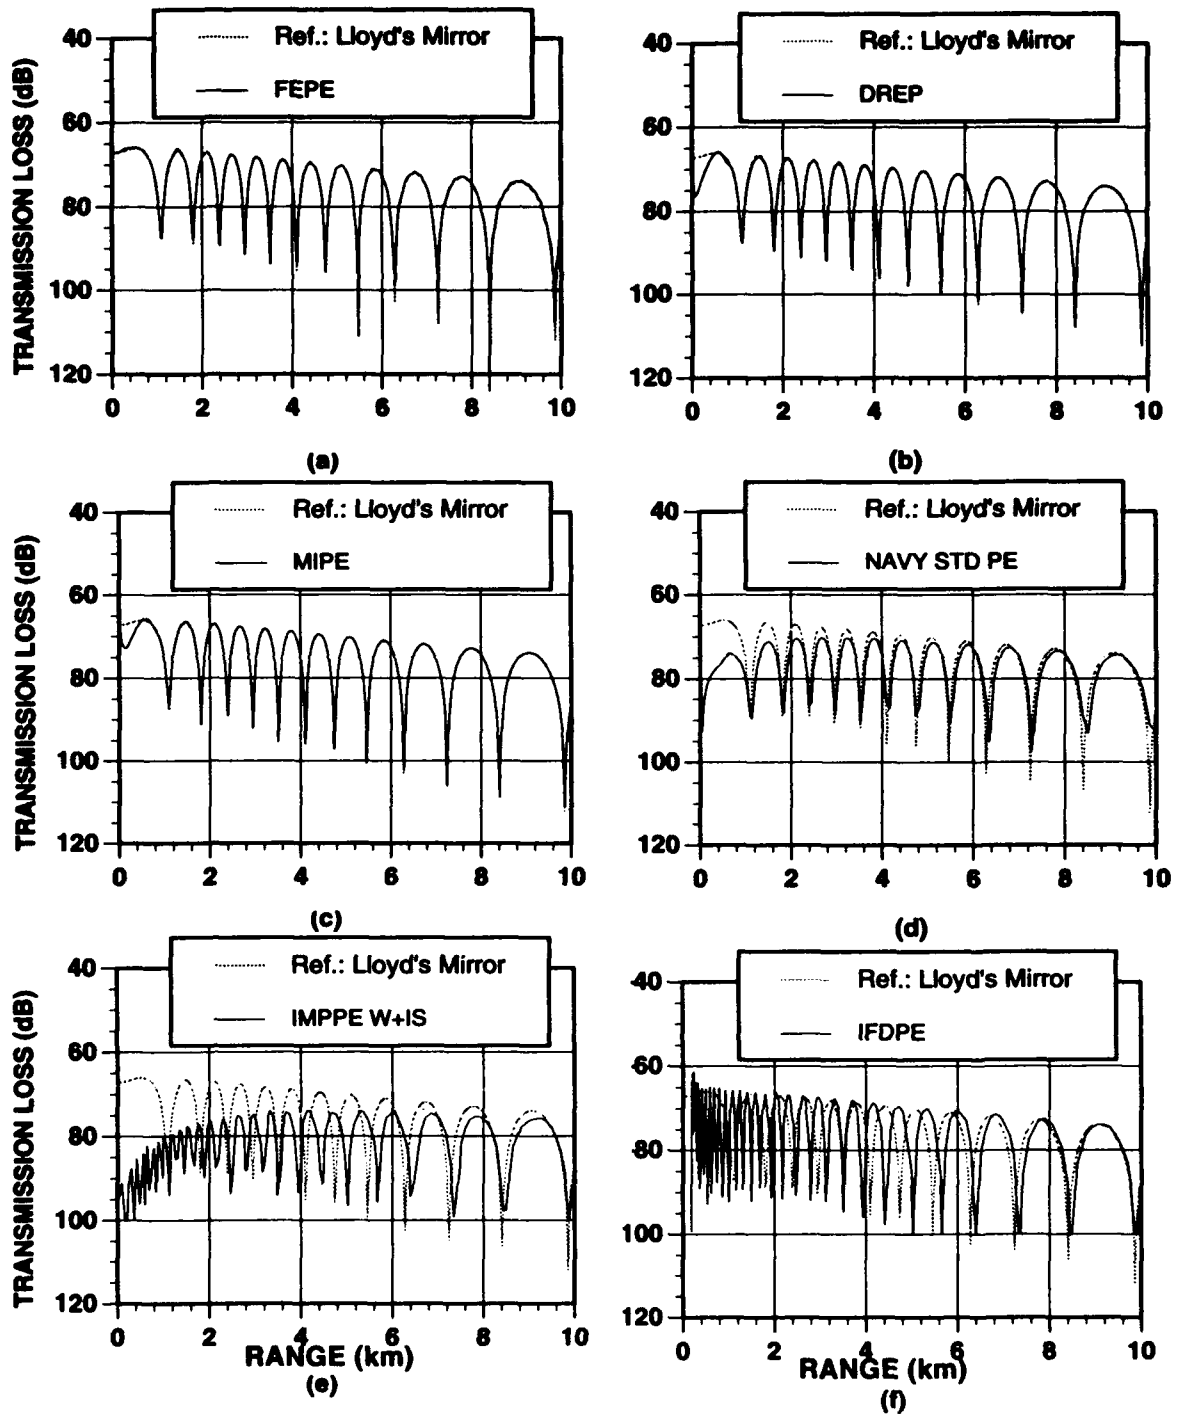 Ref.: Lloyd's Mirror
FEPE
TRANSMISSION LOSS (dB)
40
60
80
100
120
0 2 4 6 8 10
(a)
Ref.: Lloyd's Mirror
DREP
40
60
80
100
120
0 2 4 6 8 10
(b)
Ref.: Lloyd's Mirror
MIPE
TRANSMISSION LOSS (dB)
40
60
80
100
120
0 2 4 6 8 10
(c)
Ref.: Lloyd's Mirror
NAVY STD PE
40
60
80
100
120
0 2 4 6 8 10
(d)
Ref.: Lloyd's Mirror
IMPPE W+IS
TRANSMISSION LOSS (dB)
40
60
80
100
120
0 2 4 6 8 10
RANGE (km)
(e)
Ref.: Lloyd's Mirror
IFDPE
40
60
80
100
120
0 2 4 6 8 10
RANGE (km)
(f)